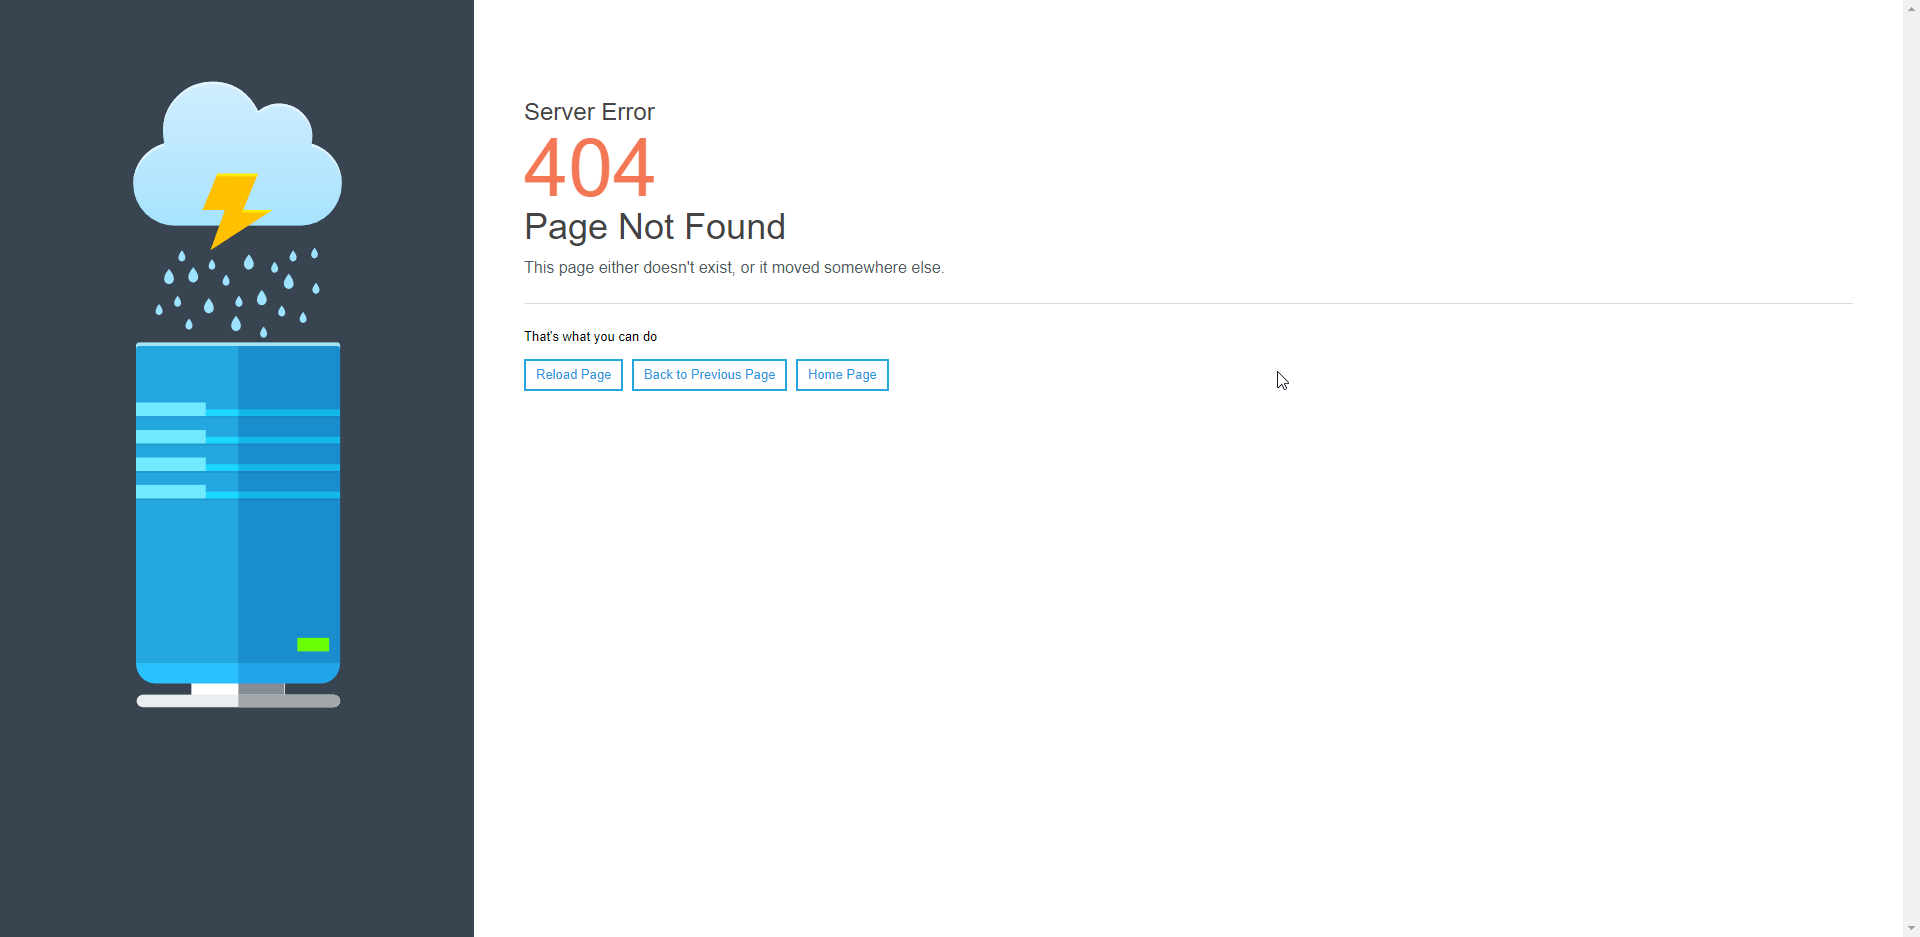 Server Error
404
Page Not Found
This page either doesn't exist, or it moved somewhere else.
That's what you can do
Reload Page Back to Previous Page Home Page